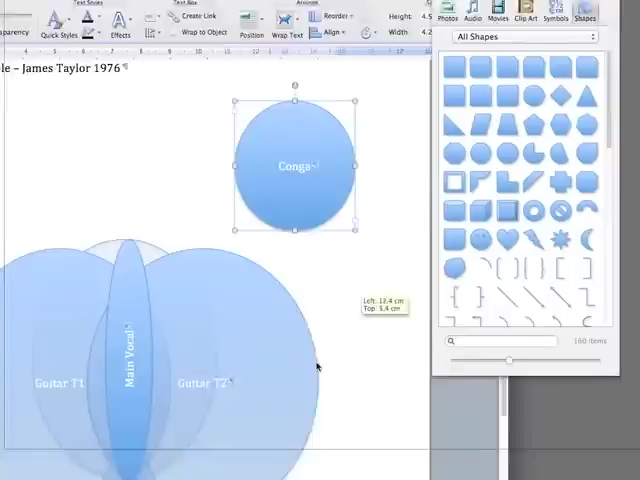 Text Styles
Text Box
Arrange
sparency
Quick Styles
Effects
Create Link
Wrap to Object
Position
Wrap Text
Reorder
Align
Height:
Width:
Photos
Audio
Movies
Clip Art
Symbols
Shapes
All Shapes
le – James Taylor 1976
Conga
Left: 13.4 cm
Top: 5.4 cm
Main Vocal
Guitar T1
Guitar T2
160 items